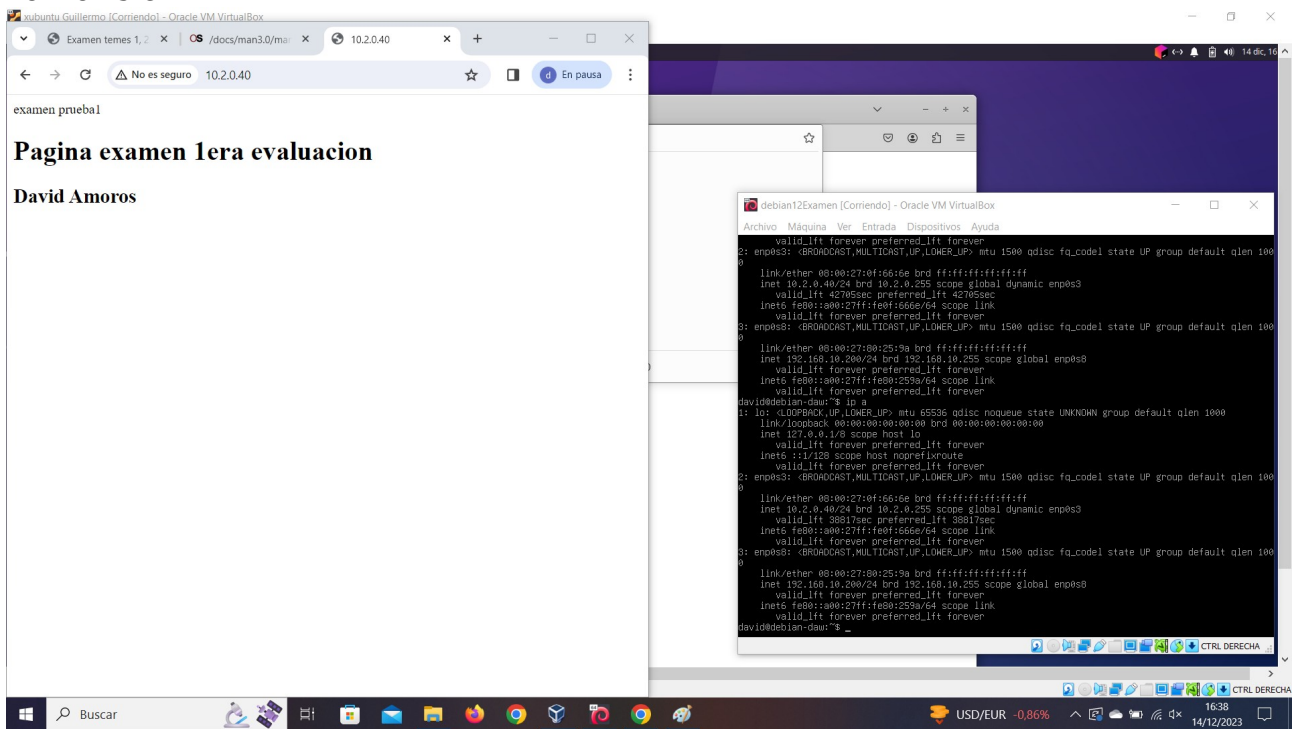 xubuntu Guillermo [Corriendo] - Oracle VM VirtualBox
Examen temes 1, 2
/docs/man3.0/ma
10.2.0.40
No es seguro
10.2.0.40
d
En pausa
14 dic, 16
examen prueba1
Pagina examen 1era evaluacion
David Amoros
debian12Examen [Corriendo] - Oracle VM VirtualBox
Archivo Máquina Ver Entrada Dispositivos Ayuda
valid_lft forever preferred_lft forever
2: enp0s3: <BROADCAST,MULTICAST,UP,LOWER_UP> mtu 1500 qdisc fq_codel state UP group default qlen 100
0
link/ether 08:00:27:0f:66:6e brd ff:ff:ff:ff:ff:ff
inet 10.2.0.40/24 brd 10.2.0.255 scope global dynamic enp0s3
valid_lft 42705sec preferred_lft 42705sec
inet6 fe80::a00:27ff:fe0f:666e/64 scope link
valid_lft forever preferred_lft forever
3: enp0s8: <BROADCAST,MULTICAST,UP,LOWER_UP> mtu 1500 qdisc fq_codel state UP group default qlen 100
0
link/ether 08:00:27:80:25:9a brd ff:ff:ff:ff:ff:ff
inet 192.168.10.200/24 brd 192.168.10.255 scope global enp0s8
valid_lft forever preferred_lft forever
inet6 fe80::a00:27ff:fe80:259a/64 scope link
valid_lft forever preferred_lft forever
david@debian-daw:~$ ip a
1: lo: <LOOPBACK,UP,LOWER_UP> mtu 65536 qdisc noqueue state UNKNOWN group default qlen 1000
link/loopback 00:00:00:00:00:00 brd 00:00:00:00:00:00
inet 127.0.0.1/8 scope host lo
valid_lft forever preferred_lft forever
inet6 ::1/128 scope host noprefixroute
valid_lft forever preferred_lft forever
2: enp0s3: <BROADCAST,MULTICAST,UP,LOWER_UP> mtu 1500 qdisc fq_codel state UP group default qlen 100
0
link/ether 08:00:27:0f:66:6e brd ff:ff:ff:ff:ff:ff
inet 10.2.0.40/24 brd 10.2.0.255 scope global dynamic enp0s3
valid_lft 38817sec preferred_lft 38817sec
inet6 fe80::a00:27ff:fe0f:666e/64 scope link
valid_lft forever preferred_lft forever
3: enp0s8: <BROADCAST,MULTICAST,UP,LOWER_UP> mtu 1500 qdisc fq_codel state UP group default qlen 100
0
link/ether 08:00:27:80:25:9a brd ff:ff:ff:ff:ff:ff
inet 192.168.10.200/24 brd 192.168.10.255 scope global enp0s8
valid_lft forever preferred_lft forever
inet6 fe80::a00:27ff:fe80:259a/64 scope link
valid_lft forever preferred_lft forever
david@debian-daw:~$ _
CTRL DERECHA
CTRL DERECHA
Buscar
USD/EUR -0,86%
16:38
14/12/2023